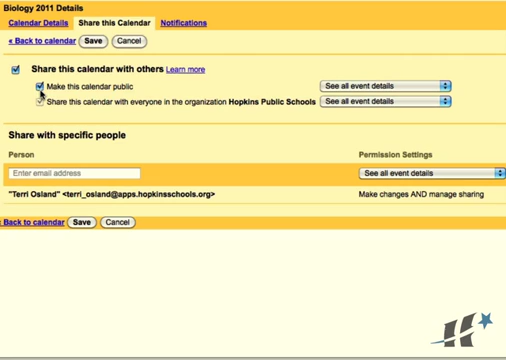 Biology 2011 Details
Calendar Details Share this Calendar Notifications
« Back to calendar Save Cancel
Share this calendar with others Learn more
Make this calendar public See all event details
Share this calendar with everyone in the organization Hopkins Public Schools See all event details
Share with specific people
Person Permission Settings
Enter email address See all event details
"Terri Osland" <terri_osland@apps.hopkinsschools.org> Make changes AND manage sharing
« Back to calendar Save Cancel